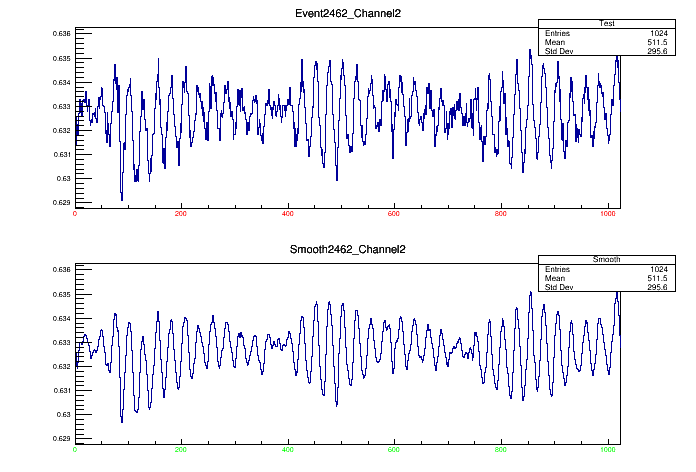 Event2462_Channel2
Test
Entries 1024
Mean 511.5
Std Dev 295.6
0.636
0.635
0.634
0.633
0.632
0.631
0.63
0.629
0 200 400 600 800 1000
Smooth2462_Channel2
Smooth
Entries 1024
Mean 511.5
Std Dev 295.6
0.636
0.635
0.634
0.633
0.632
0.631
0.63
0.629
0 200 400 600 800 1000